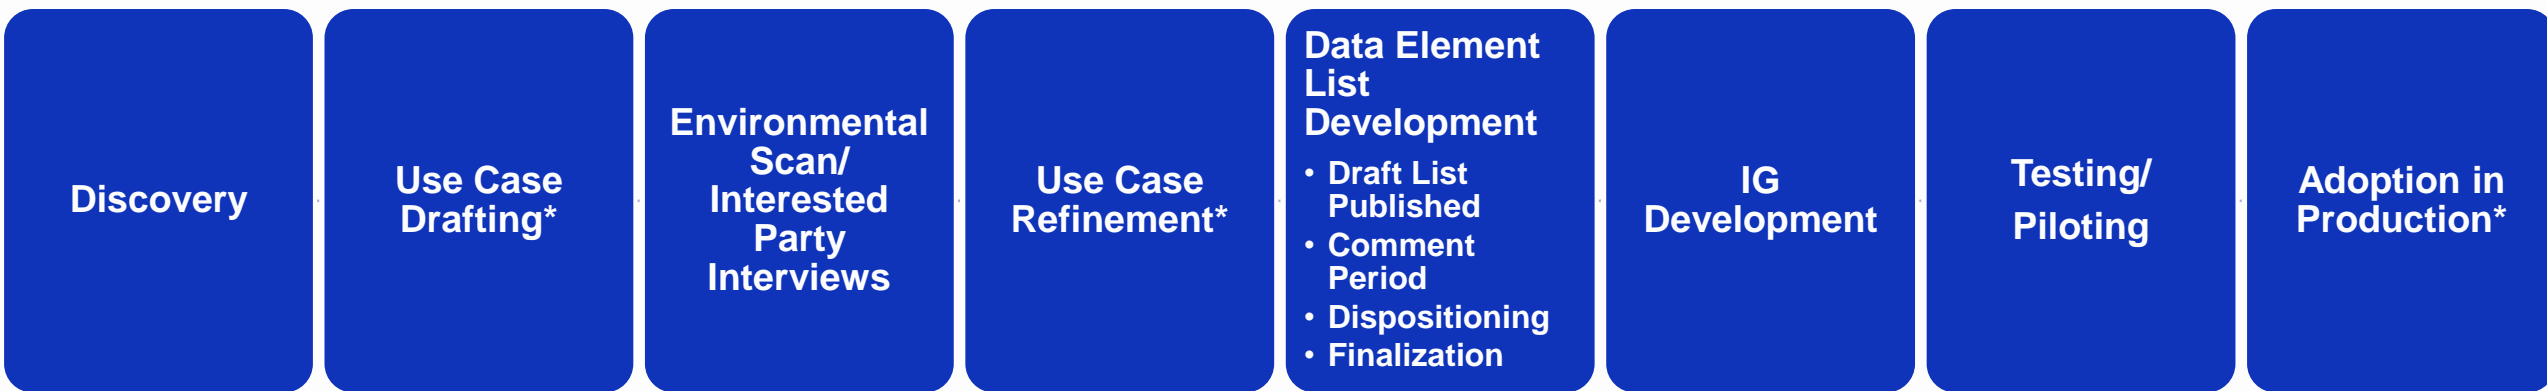 Discovery
Use Case
Drafting*
Environmental
Scan/
Interested
Party
Interviews
Use Case
Refinement*
Data Element
List
Development
• Draft List
Published
• Comment
Period
• Dispositioning
• Finalization
IG
Development
Testing/
Piloting
Adoption in
Production*